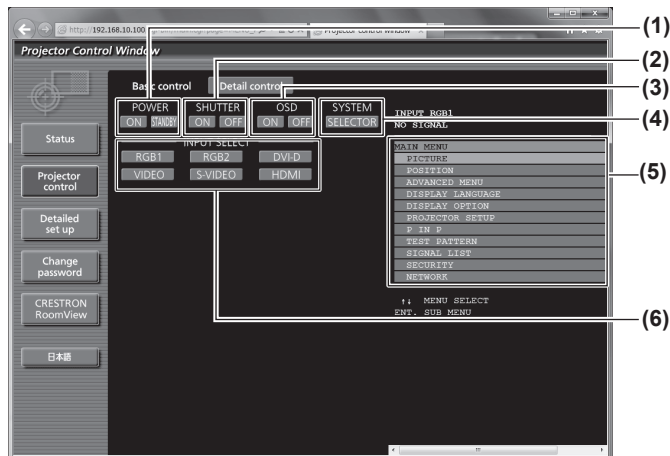 http://192.168.10.100
Projector Control Window
(1)
(2)
(3)
(4)
(5)
(6)
Basic control
Detail control
POWER
SHUTTER
OSD
SYSTEM
ON
STANDBY
ON
OFF
ON
OFF
SELECTOR
INPUT RGB1
NO SIGNAL
INPUT SELECT
RGB1
RGB2
DVI-D
VIDEO
S-VIDEO
HDMI
Status
Projector control
Detailed set up
Change password
CRESTRON RoomView
日本語
MAIN MENU
PICTURE
POSITION
ADVANCED MENU
DISPLAY LANGUAGE
DISPLAY OPTION
PROJECTOR SETUP
P IN P
TEST PATTERN
SIGNAL LIST
SECURITY
NETWORK
↑↓ MENU SELECT
ENT. SUB MENU